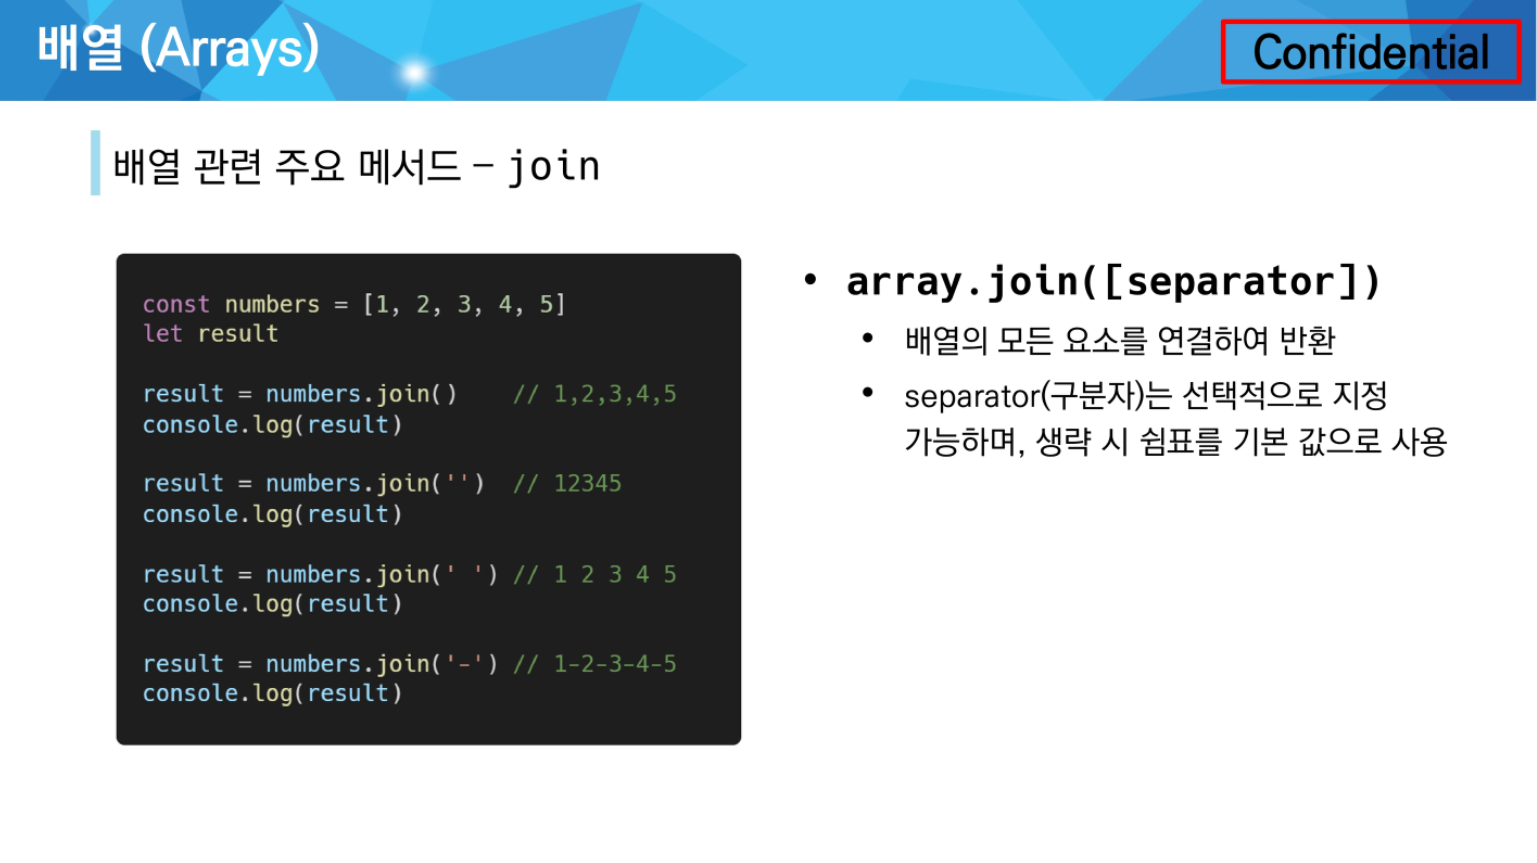 배열 (Arrays)
Confidential
배열 관련 주요 메서드 – join
const numbers = [1, 2, 3, 4, 5]
let result
result = numbers.join()    // 1,2,3,4,5
console.log(result)
result = numbers.join('')  // 12345
console.log(result)
result = numbers.join(' ') // 1 2 3 4 5
console.log(result)
result = numbers.join('-') // 1-2-3-4-5
console.log(result)
• array.join([separator])
• 배열의 모든 요소를 연결하여 반환
• separator(구분자)는 선택적으로 지정
가능하며, 생략 시 쉼표를 기본 값으로 사용